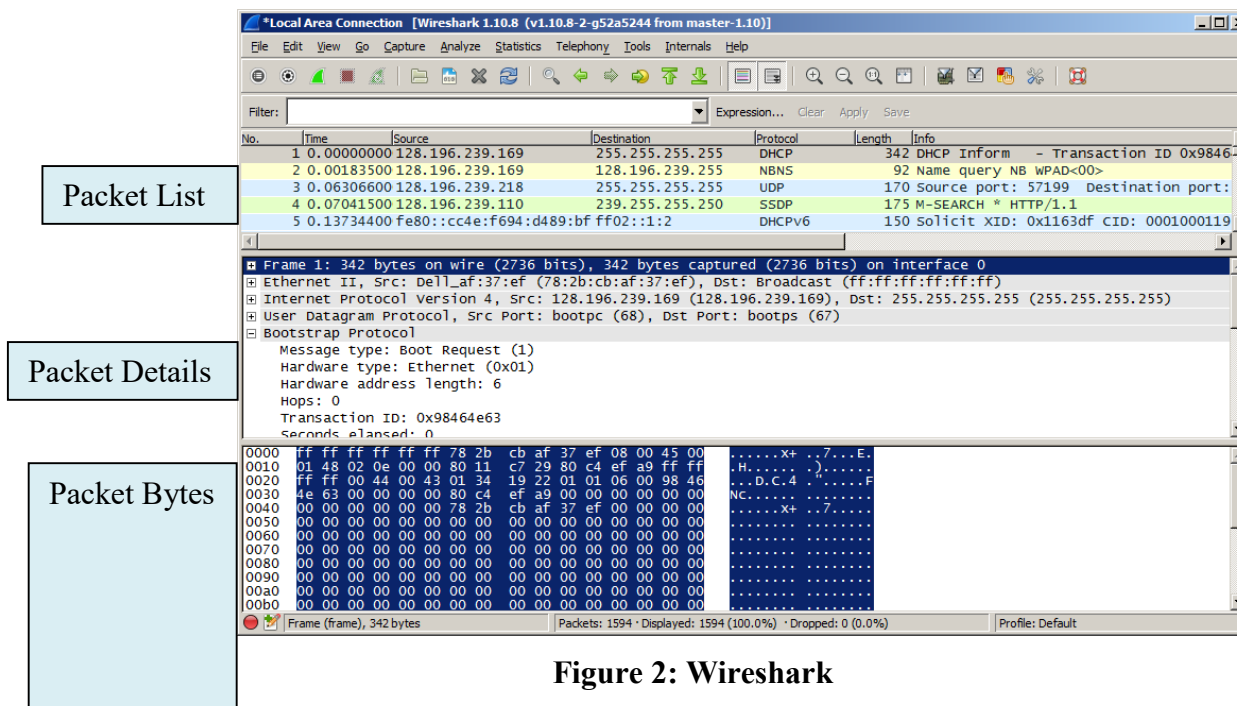 *Local Area Connection [Wireshark 1.10.8 (v1.10.8-2-g52a5244 from master-1.10)]
File Edit View Go Capture Analyze Statistics Telephony Tools Internals Help
Filter: Expression... Clear Apply Save
No. Time Source Destination Protocol Length Info
1 0.00000000 128.196.239.169 255.255.255.255 DHCP 342 DHCP Inform - Transaction ID 0x9846
2 0.00183500 128.196.239.169 128.196.239.255 NBNS 92 Name query NB WPAD<00>
3 0.06306600 128.196.239.218 255.255.255.255 UDP 170 Source port: 57199 Destination port:
4 0.07041500 128.196.239.110 239.255.255.250 SSDP 175 M-SEARCH * HTTP/1.1
5 0.13734400 fe80::cc4e:f694:d489:bf ff02::1:2 DHCPv6 150 Solicit XID: 0x1163df CID: 0001000119
Packet List
Frame 1: 342 bytes on wire (2736 bits), 342 bytes captured (2736 bits) on interface 0
Ethernet II, Src: Dell_af:37:ef (78:2b:cb:af:37:ef), Dst: Broadcast (ff:ff:ff:ff:ff:ff)
Internet Protocol Version 4, Src: 128.196.239.169 (128.196.239.169), Dst: 255.255.255.255 (255.255.255.255)
User Datagram Protocol, Src Port: bootpc (68), Dst Port: bootps (67)
Bootstrap Protocol
Message type: Boot Request (1)
Hardware type: Ethernet (0x01)
Hardware address length: 6
Hops: 0
Transaction ID: 0x98464e63
Seconds elapsed: 0
Packet Details
0000 ff ff ff ff ff ff 78 2b cb af 37 ef 08 00 45 00 ......x+ ..7...E.
0010 01 48 02 0e 00 00 80 11 c7 29 80 c4 ef a9 ff ff .H...... .)......
0020 ff ff 00 44 00 43 01 34 19 22 01 01 06 00 98 46 ...D.C.4 .".....F
0030 4e 63 00 00 00 00 80 c4 ef a9 00 00 00 00 00 00 Nc...... ........
0040 00 00 00 00 00 00 78 2b cb af 37 ef 00 00 00 00 ......x+ ..7.....
0050 00 00 00 00 00 00 00 00 00 00 00 00 00 00 00 00 ........ ........
0060 00 00 00 00 00 00 00 00 00 00 00 00 00 00 00 00 ........ ........
0070 00 00 00 00 00 00 00 00 00 00 00 00 00 00 00 00 ........ ........
0080 00 00 00 00 00 00 00 00 00 00 00 00 00 00 00 00 ........ ........
0090 00 00 00 00 00 00 00 00 00 00 00 00 00 00 00 00 ........ ........
00a0 00 00 00 00 00 00 00 00 00 00 00 00 00 00 00 00 ........ ........
00b0 00 00 00 00 00 00 00 00 00 00 00 00 00 00 00 00 ........ ........
Packet Bytes
Frame (frame), 342 bytes Packets: 1594 · Displayed: 1594 (100.0%) · Dropped: 0 (0.0%) Profile: Default
Figure 2: Wireshark